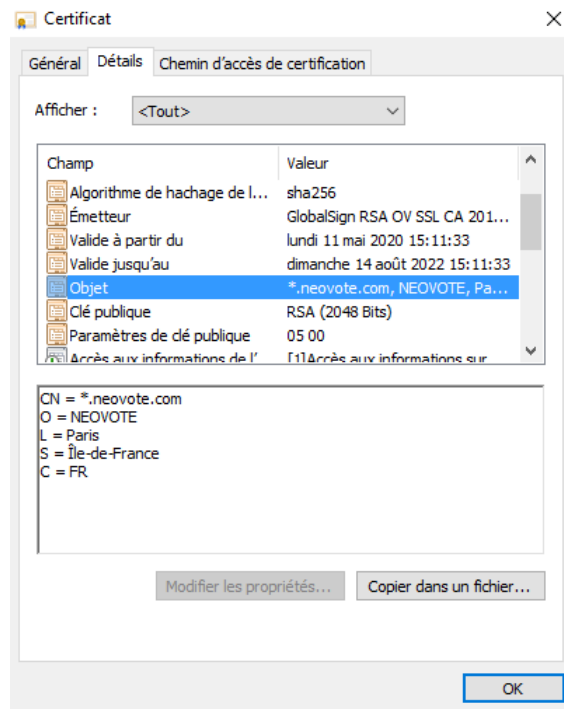 Certificat
Général Détails Chemin d'accès de certification
Afficher : <Tout>
Champ Valeur
Algorithme de hachage de l... sha256
Émetteur GlobalSign RSA OV SSL CA 201...
Valide à partir du lundi 11 mai 2020 15:11:33
Valide jusqu'au dimanche 14 août 2022 15:11:33
Objet *.neovote.com, NEOVOTE, Pa...
Clé publique RSA (2048 Bits)
Paramètres de clé publique 05 00
Accès aux informations de l' [1]Accès aux informations sur
CN = *.neovote.com
O = NEOVOTE
L = Paris
S = Île-de-France
C = FR
Modifier les propriétés... Copier dans un fichier...
OK